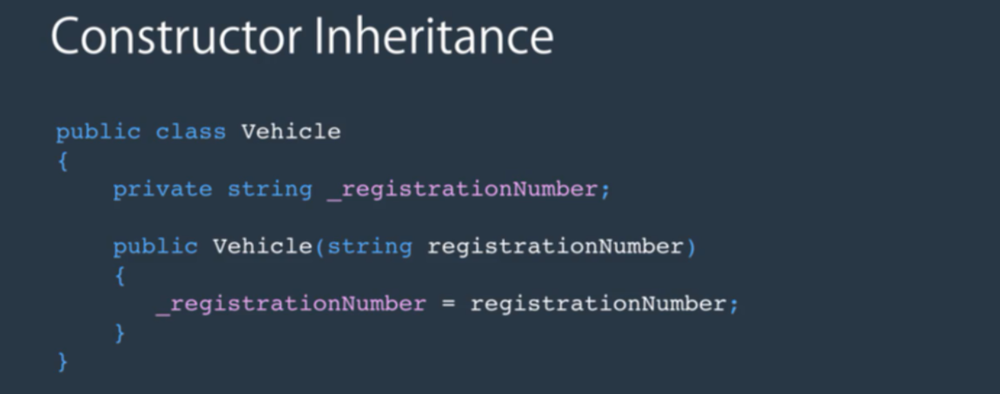 Constructor Inheritance
public class Vehicle
{
private string _registrationNumber;
public Vehicle(string registrationNumber)
{
_registrationNumber = registrationNumber;
}
}